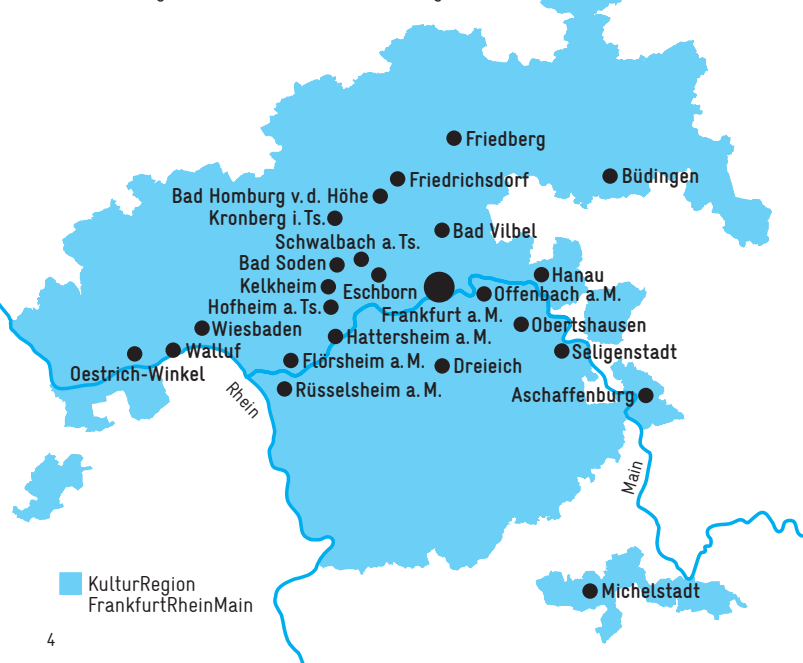 Friedberg
Friedrichsdorf
Büdingen
Bad Homburg v. d. Höhe
Kronberg i. Ts.
Bad Vilbel
Schwalbach a. Ts.
Bad Soden
Hanau
Kelkheim
Eschborn
Offenbach a. M.
Hofheim a. Ts.
Frankfurt a. M.
Wiesbaden
Obertshausen
Hattersheim a. M.
Walluf
Seligenstadt
Flörsheim a. M.
Dreieich
Oestrich-Winkel
Rüsselsheim a. M.
Aschaffenburg
Rhein
Main
KulturRegion
FrankfurtRheinMain
Michelstadt
4